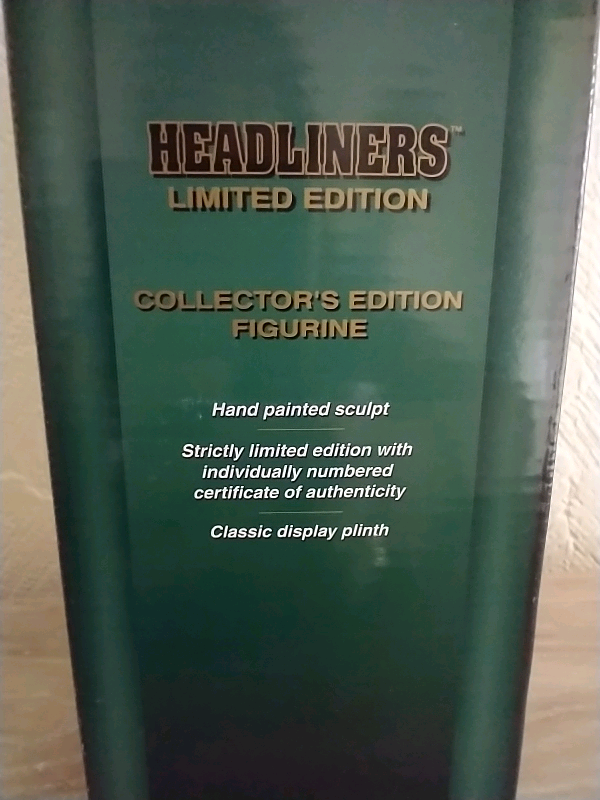 HEADLINERS™
LIMITED EDITION
COLLECTOR'S EDITION
FIGURINE
Hand painted sculpt
Strictly limited edition with
individually numbered
certificate of authenticity
Classic display plinth